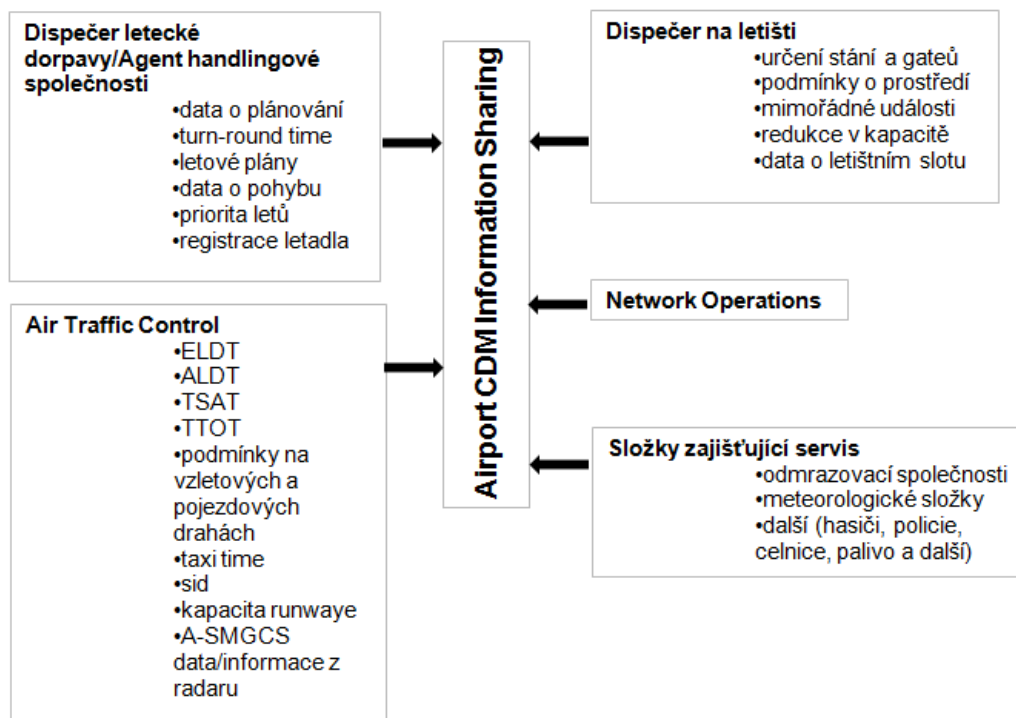 Dispečer letecké
dorpavy/Agent handlingové
společnosti
•data o plánování
•turn-round time
•letové plány
•data o pohybu
•priorita letů
•registrace letadla
Air Traffic Control
•ELDT
•ALDT
•TSAT
•TTOT
•podmínky na
vzletových a
pojezdových
drahách
•taxi time
•sid
•kapacita runwaye
•A-SMGCS
data/informace z
radaru
Airport CDM Information Sharing
Dispečer na letišti
•určení stání a gateů
•podmínky o prostředí
•mimořádné události
•redukce v kapacitě
•data o letištním slotu
Network Operations
Složky zajišťující servis
•odmrazovací společnosti
•meteorologické složky
•další (hasiči, policie,
celnice, palivo a další)